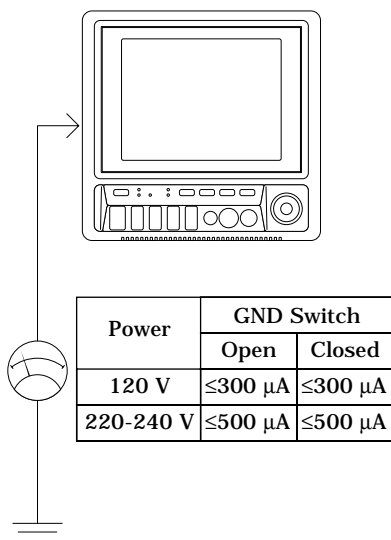 Power GND Switch
Open Closed
120 V ≤300 µA ≤300 µA
220-240 V ≤500 µA ≤500 µA